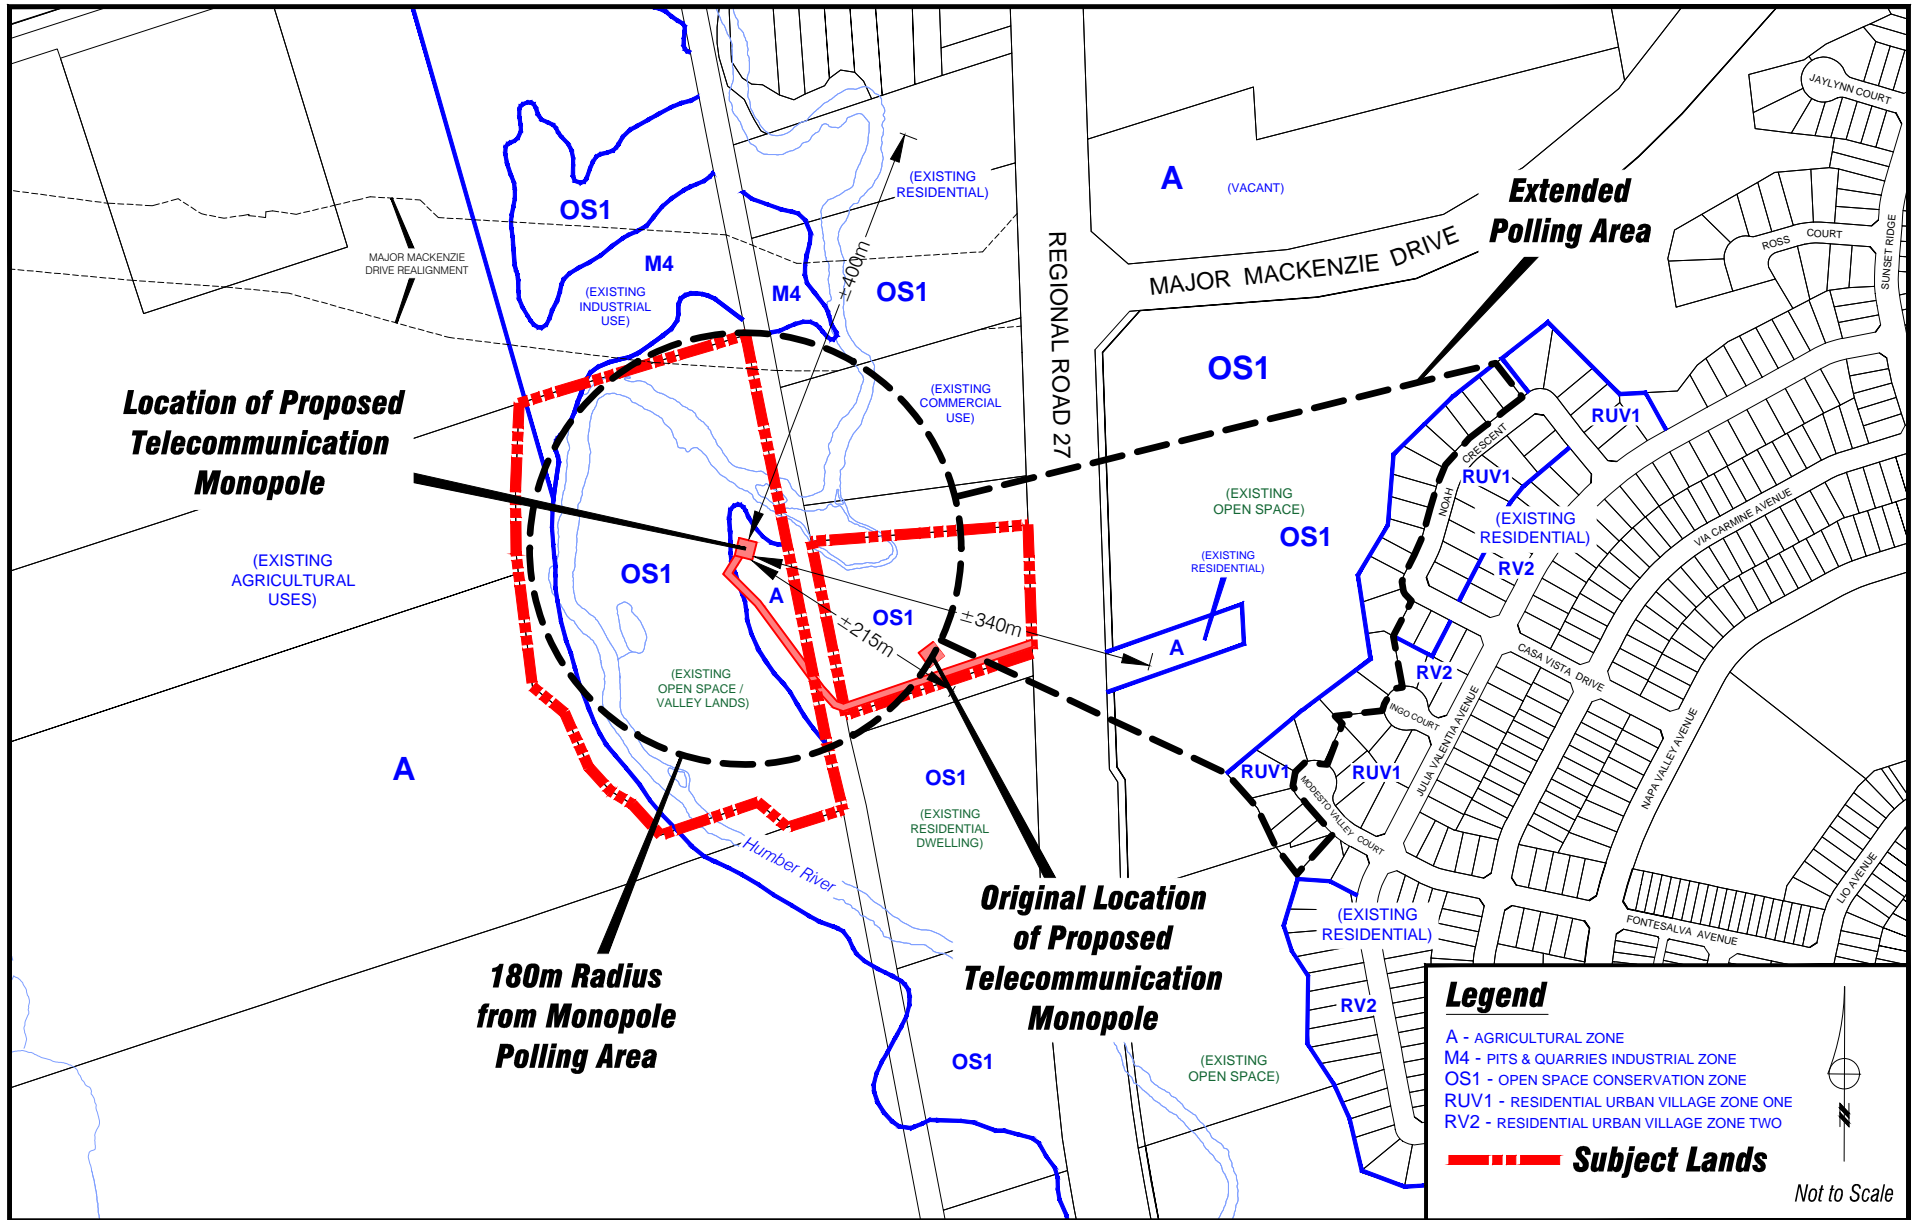 JAYLYNN COURT
ROSS COURT
SUNSET RIDGE
Extended
Polling Area
A
(VACANT)
(EXISTING
RESIDENTIAL)
OS1
MAJOR MACKENZIE
DRIVE REALIGNMENT
M4
(EXISTING
INDUSTRIAL
USE)
M4
±400m
OS1
REGIONAL ROAD 27
MAJOR MACKENZIE DRIVE
OS1
Location of Proposed
Telecommunication
Monopole
(EXISTING
COMMERCIAL
USE)
RUV1
CRESCENT
NOAH
RUV1
(EXISTING
RESIDENTIAL)
RV2
VIA CARMINE AVENUE
(EXISTING
OPEN SPACE)
OS1
(EXISTING
RESIDENTIAL)
A
(EXISTING
AGRICULTURAL
USES)
OS1
A
OS1
±340m
±215m
(EXISTING
OPEN SPACE /
VALLEY LANDS)
CASA VISTA DRIVE
RV2
INGO COURT
JULIA VALENTIA AVENUE
NAPA VALLEY AVENUE
A
RUV1
RUV1
MODESTO VALLEY COURT
OS1
(EXISTING
RESIDENTIAL
DWELLING)
Humber River
LIO AVENUE
FONTESALVA AVENUE
(EXISTING
RESIDENTIAL)
Original Location
of Proposed
Telecommunication
Monopole
180m Radius
from Monopole
Polling Area
RV2
OS1
(EXISTING
OPEN SPACE)
Legend
A - AGRICULTURAL ZONE
M4 - PITS & QUARRIES INDUSTRIAL ZONE
OS1 - OPEN SPACE CONSERVATION ZONE
RUV1 - RESIDENTIAL URBAN VILLAGE ZONE ONE
RV2 - RESIDENTIAL URBAN VILLAGE ZONE TWO
Subject Lands
N
Not to Scale